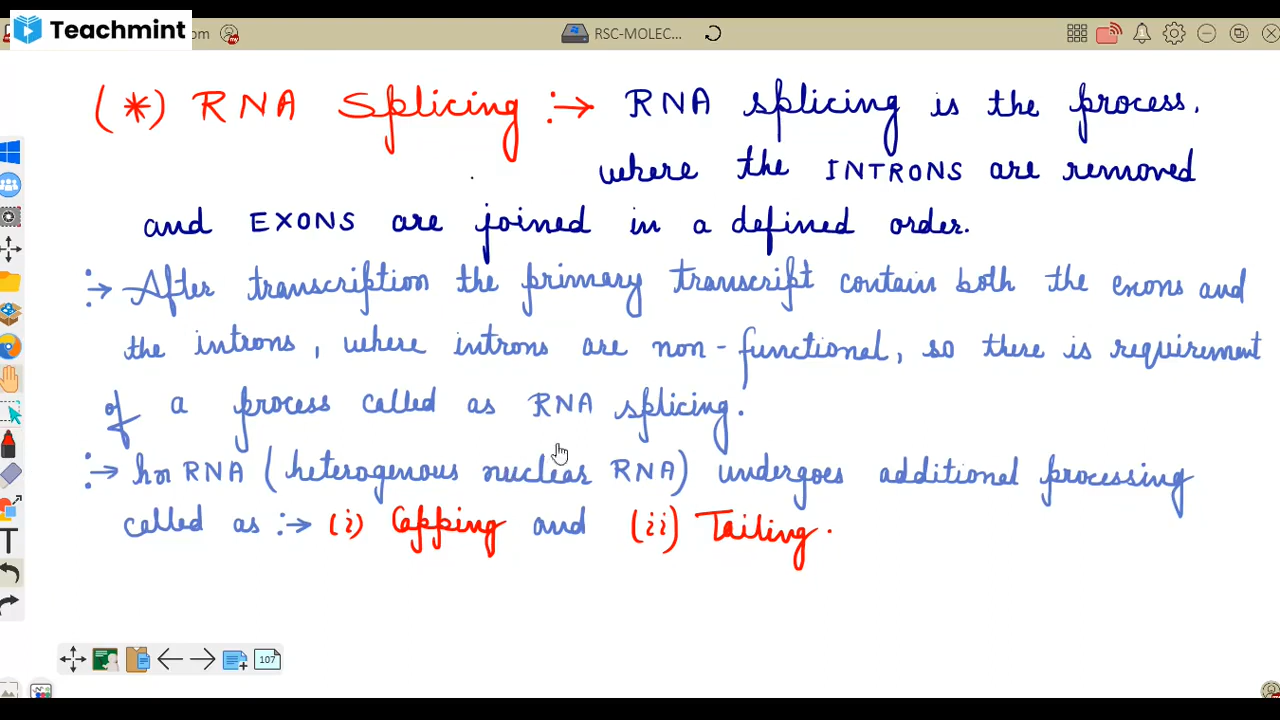 Teachmint
om
RSC-MOLEC...
(*) RNA Splicing :→ RNA splicing is the process,
where the INTRONS are removed
and EXONS are joined in a defined order.
:→ After transcription the primary transcript contain both the exons and
the introns, where introns are non-functional, so there is requirement
of a process called as RNA splicing.
:→ hnRNA (heterogenous nuclear RNA) undergoes additional processing
called as :→ (i) Capping and (ii) Tailing.
T
107